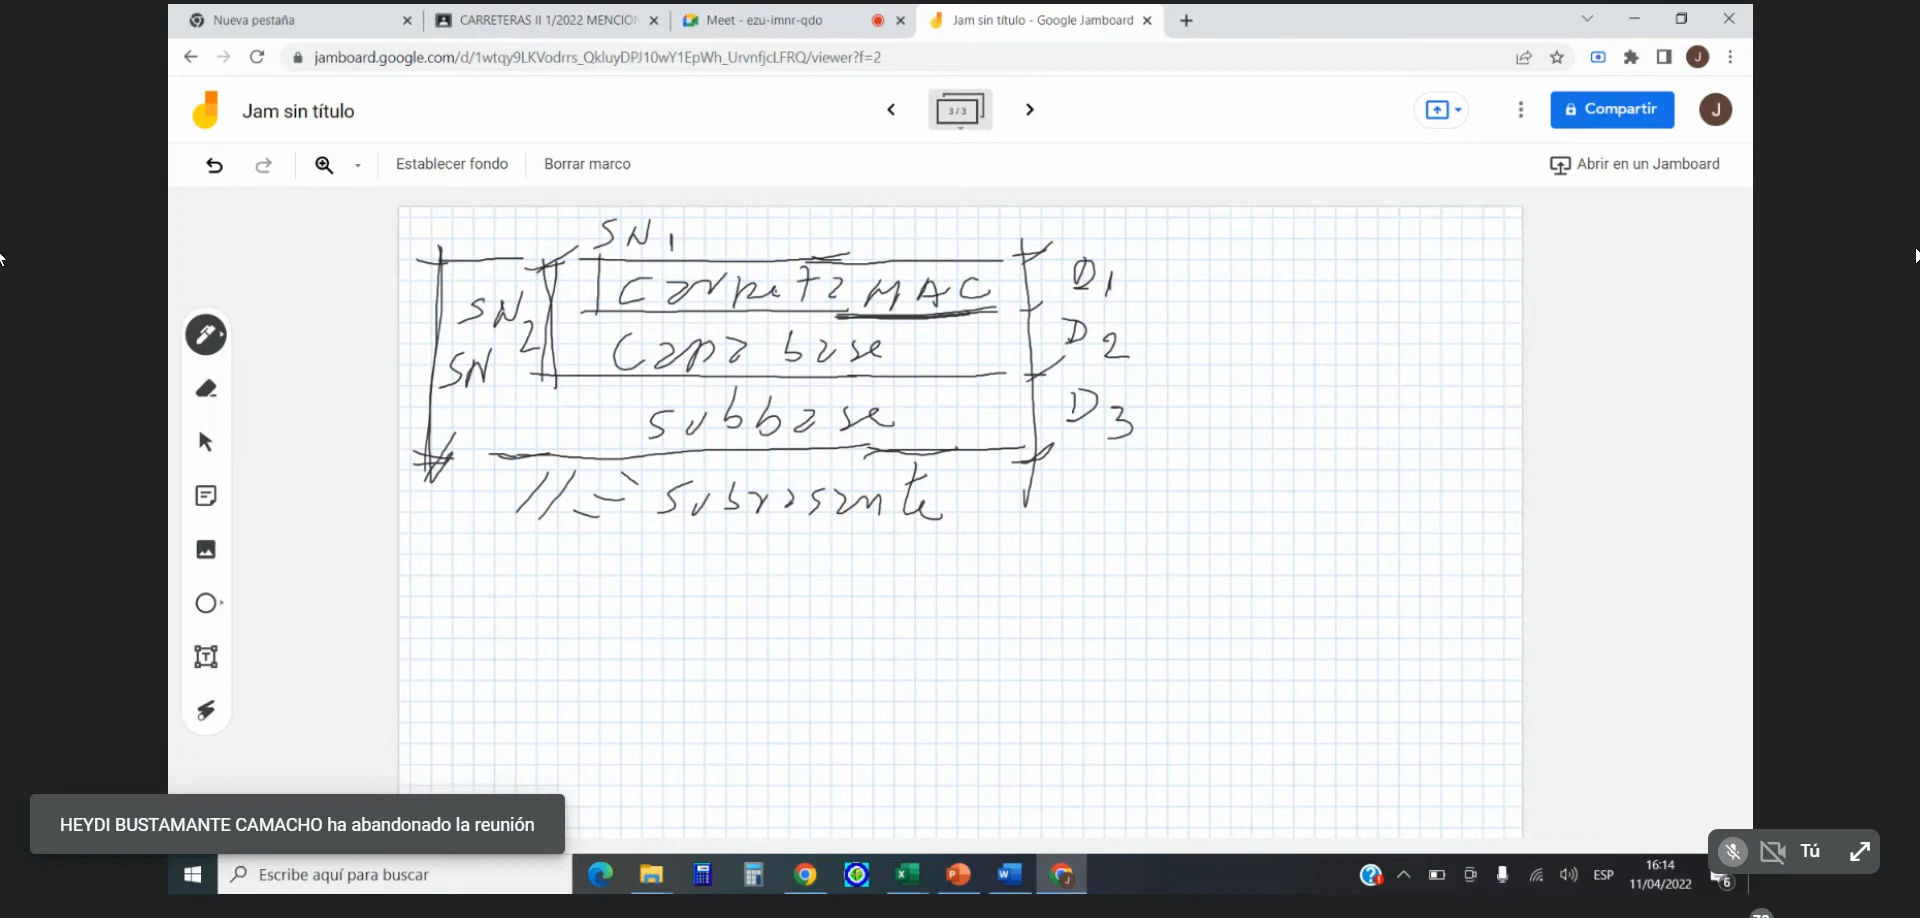 Nueva pestaña
CARRETERAS II 1/2022 MENCION
Meet - ezu-imnr-qdo
Jam sin título - Google Jamboard
jamboard.google.com/d/1wtqy9LKVodrrs_QkluyDPJ10wY1EpWh_UrvnfjcLFRQ/viewer?f=2
J
Jam sin título
3 / 3
Compartir
J
Establecer fondo
Borrar marco
Abrir en un Jamboard
SN1
Carpeta MAC
D1
SN2
Capa base
D2
SN
subbase
D3
subrasante
HEYDI BUSTAMANTE CAMACHO ha abandonado la reunión
Tú
Escribe aquí para buscar
ESP
16:14
11/04/2022
6